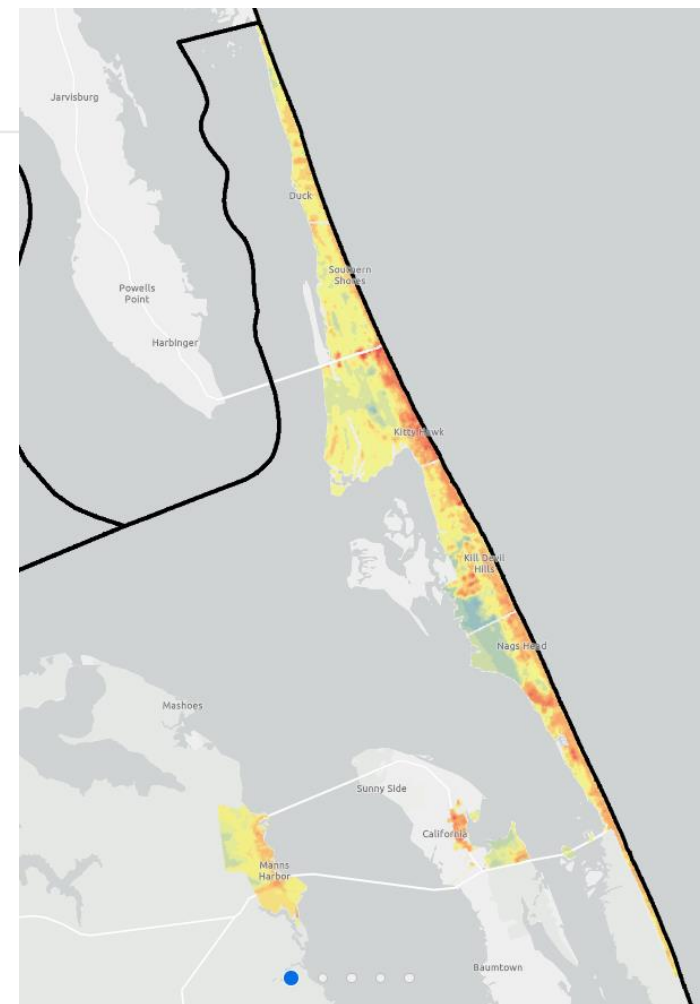 Jarvisburg
Duck
Southern
Shores
Powells
Point
Harbinger
Kitty Hawk
Kill Devil
Hills
Nags Head
Mashoes
Sunny Side
California
Manns
Harbor
Baumtown